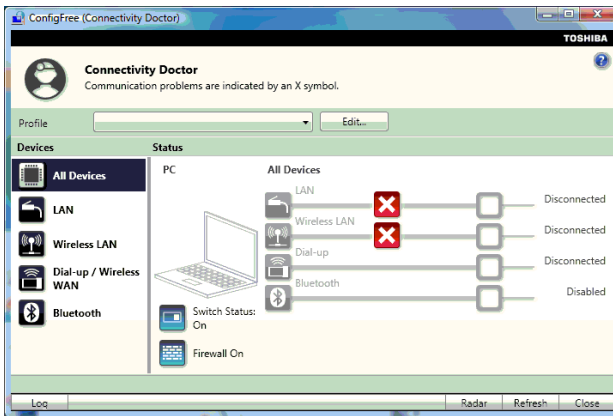 ConfigFree (Connectivity Doctor)
TOSHIBA
Connectivity Doctor
Communication problems are indicated by an X symbol.
Profile
Edit...
Devices
Status
All Devices
LAN
Wireless LAN
Dial-up / Wireless
WAN
Bluetooth
PC
All Devices
LAN
Disconnected
Wireless LAN
Disconnected
Dial-up
Disconnected
Bluetooth
Disabled
Switch Status:
On
Firewall On
Log
Radar
Refresh
Close